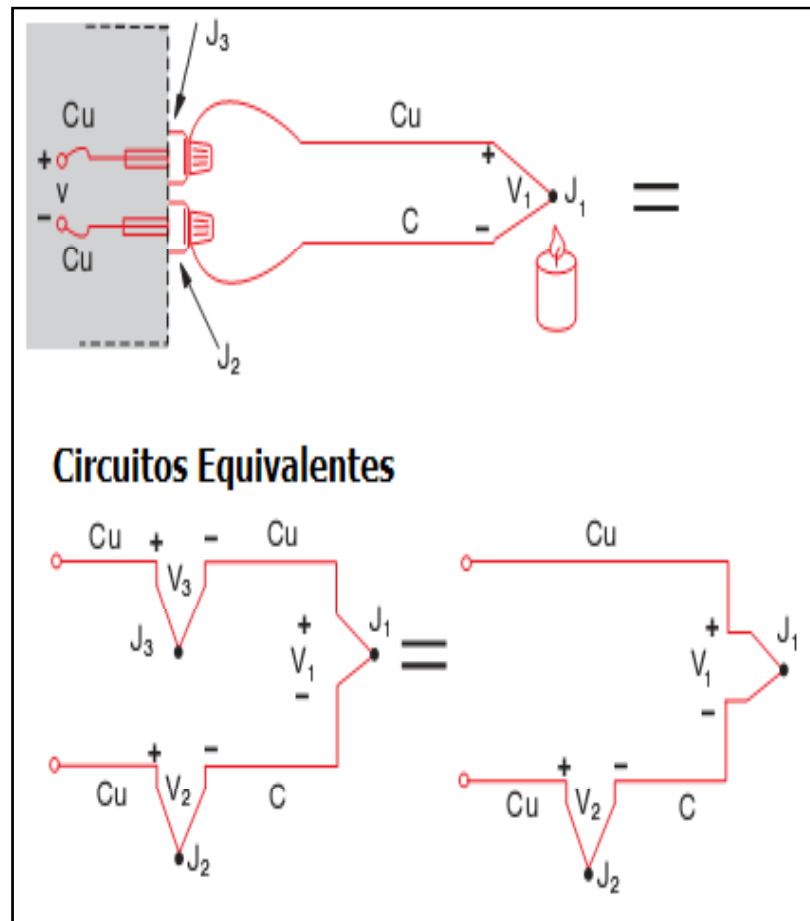 J3
Cu
Cu
+
+
V
V1
J1
=
-
C
-
Cu
J2
Circuitos Equivalentes
Cu + - Cu
Cu
V3
J3
+
V1
J1
=
+
V1
J1
-
-
+ -
Cu V2 C
J2
+ -
Cu V2 C
J2